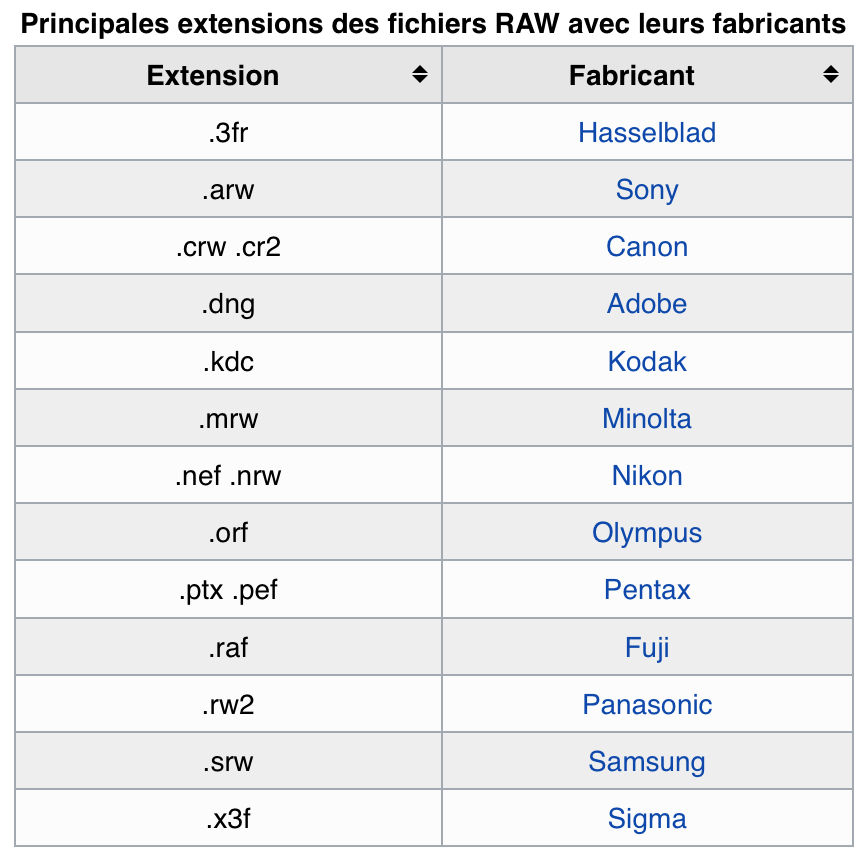 Principales extensions des fichiers RAW avec leurs fabricants
Extension Fabricant
.3fr Hasselblad
.arw Sony
.crw .cr2 Canon
.dng Adobe
.kdc Kodak
.mrw Minolta
.nef .nrw Nikon
.orf Olympus
.ptx .pef Pentax
.raf Fuji
.rw2 Panasonic
.srw Samsung
.x3f Sigma